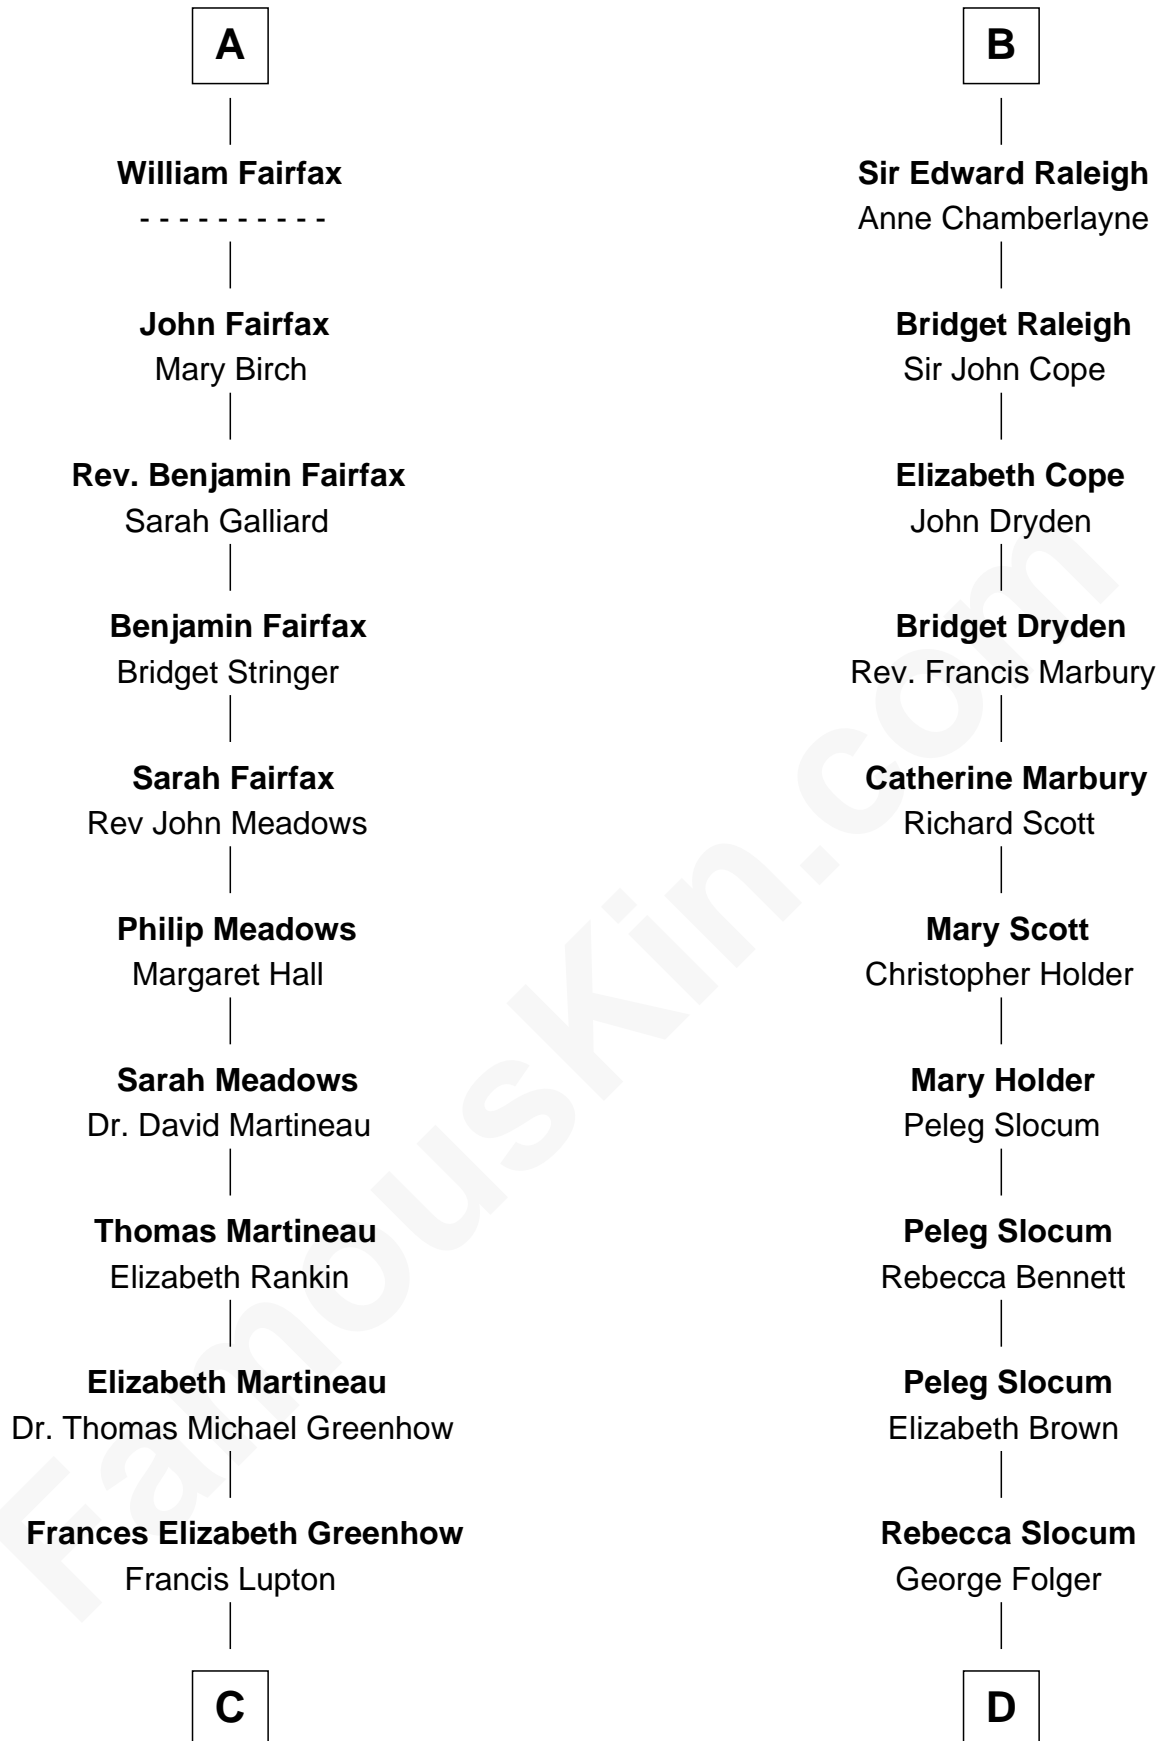 A
William Fairfax
- - - - - - - - - -
John Fairfax
Mary Birch
Rev. Benjamin Fairfax
Sarah Galliard
Benjamin Fairfax
Bridget Stringer
Sarah Fairfax
Rev John Meadows
Philip Meadows
Margaret Hall
Sarah Meadows
Dr. David Martineau
Thomas Martineau
Elizabeth Rankin
Elizabeth Martineau
Dr. Thomas Michael Greenhow
Frances Elizabeth Greenhow
Francis Lupton
C
B
Sir Edward Raleigh
Anne Chamberlayne
Bridget Raleigh
Sir John Cope
Elizabeth Cope
John Dryden
Bridget Dryden
Rev. Francis Marbury
Catherine Marbury
Richard Scott
Mary Scott
Christopher Holder
Mary Holder
Peleg Slocum
Peleg Slocum
Rebecca Bennett
Peleg Slocum
Elizabeth Brown
Rebecca Slocum
George Folger
D
FamousKin.com